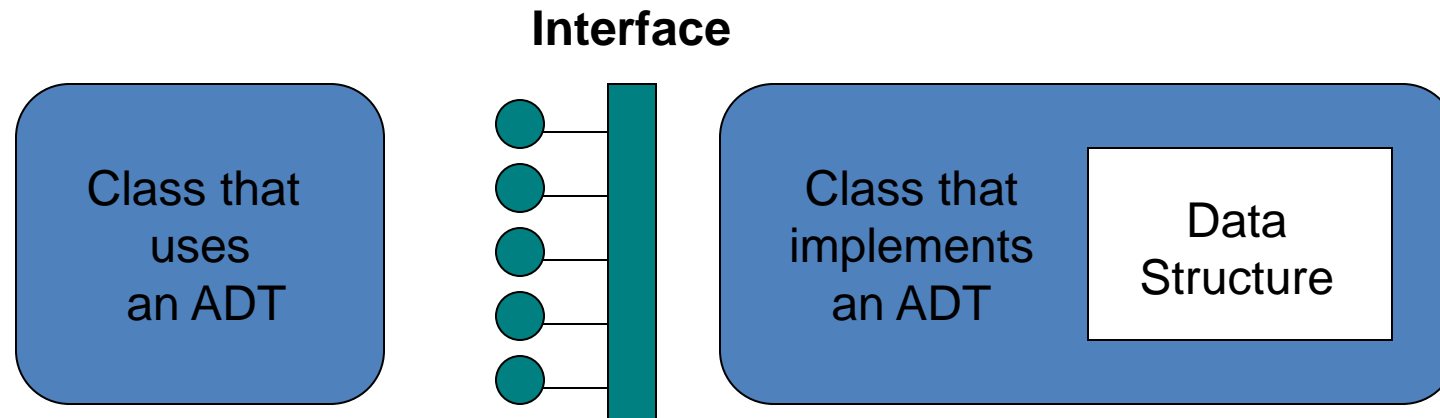 Interface
Class that
uses
an ADT
Class that
implements
an ADT
Data
Structure